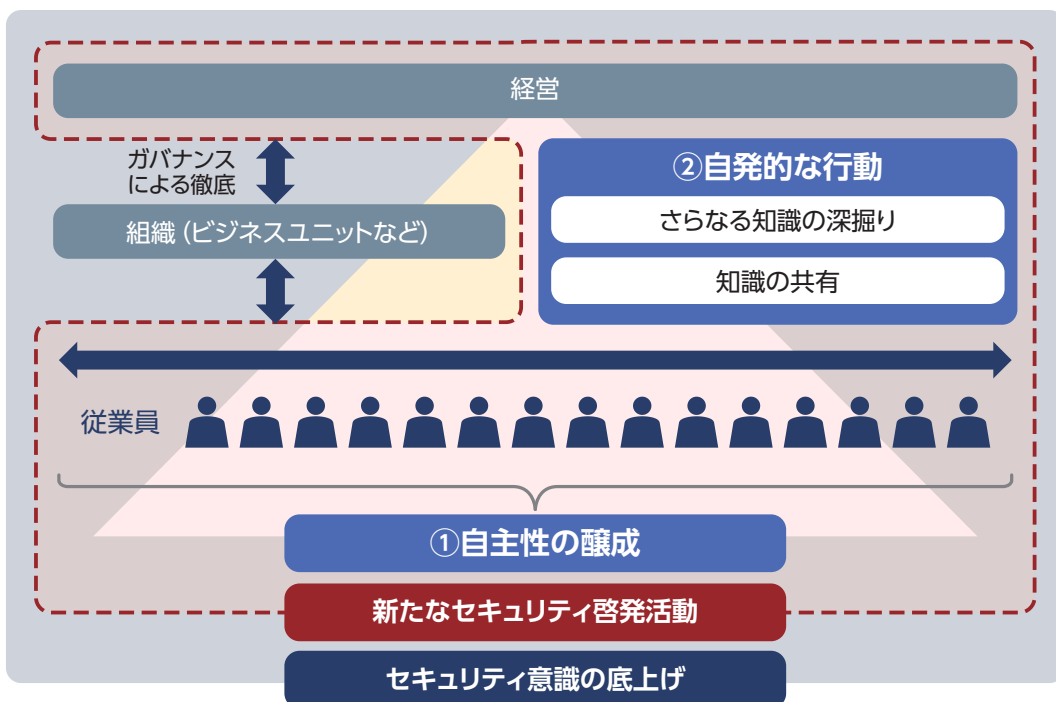 経営
ガバナンス
による徹底
組織（ビジネスユニットなど）
②自発的な行動
さらなる知識の深掘り
知識の共有
従業員
①自主性の醸成
新たなセキュリティ啓発活動
セキュリティ意識の底上げ